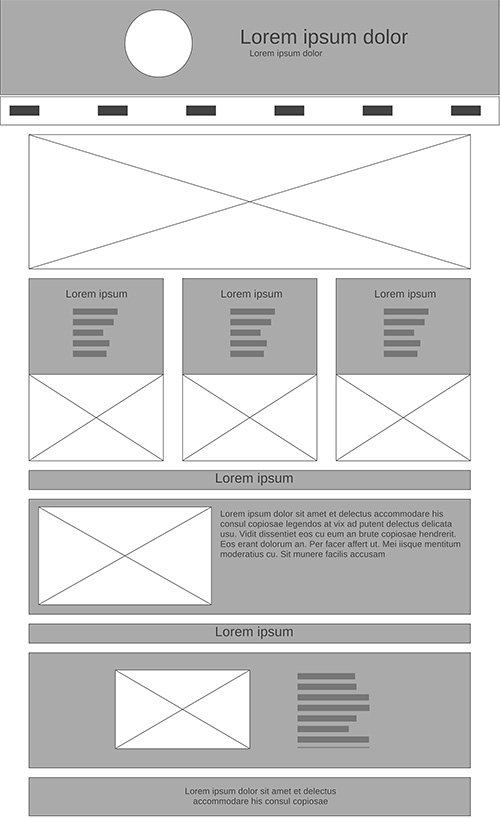 Lorem ipsum dolor
Lorem ipsum dolor
Lorem ipsum
Lorem ipsum
Lorem ipsum
Lorem ipsum
Lorem ipsum dolor sit amet et delectus accommodare his
consul copiosae legendos at vix ad putent delectus delicata
usu. Vidit dissentiet eos cu eum an brute copiosae hendrerit.
Eos erant dolorum an. Per facer affert ut. Mei iisque mentitum
moderatius cu. Sit munere facilis accusam
Lorem ipsum
Lorem ipsum dolor sit amet et delectus
accommodare his consul copiosae